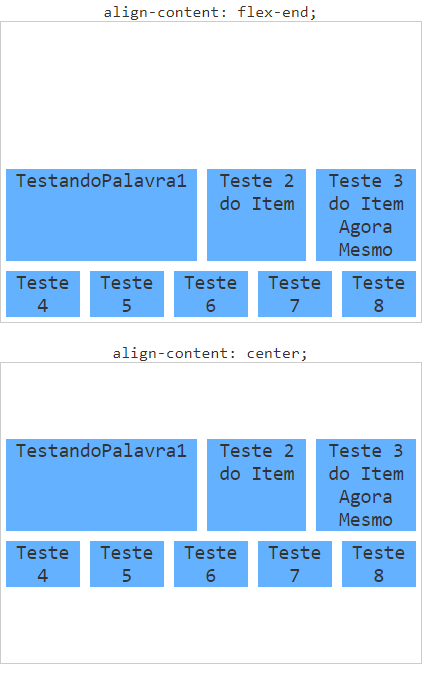 align-content: flex-end;
TestandoPalavra1 Teste 2 Teste 3
do Item do Item
Agora
Mesmo
Teste Teste Teste Teste Teste
4 5 6 7 8
align-content: center;
TestandoPalavra1 Teste 2 Teste 3
do Item do Item
Agora
Mesmo
Teste Teste Teste Teste Teste
4 5 6 7 8